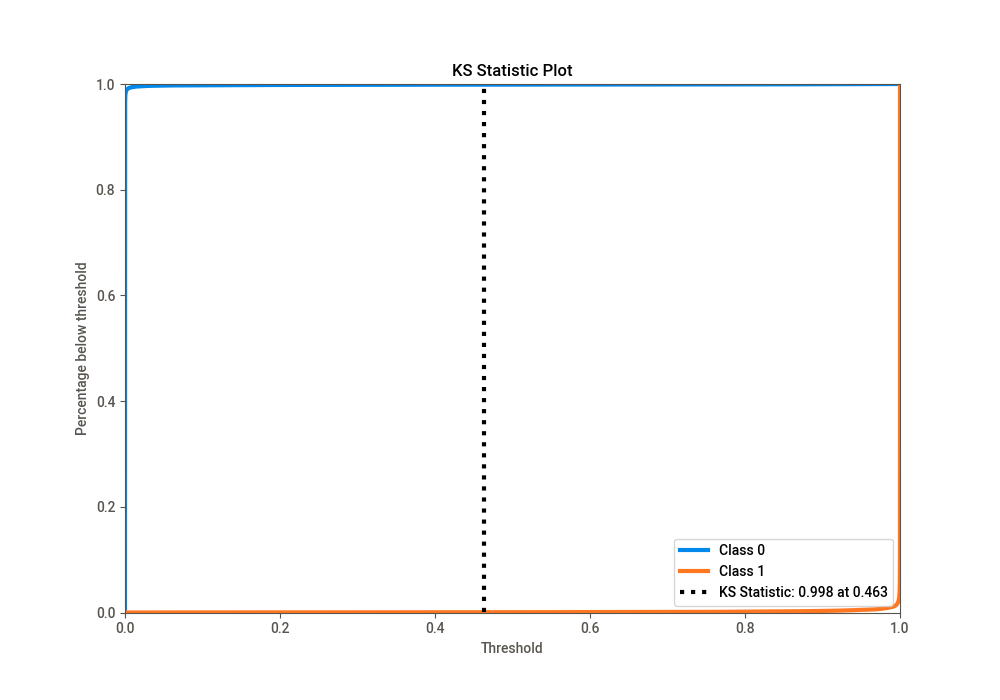 KS Statistic Plot
1.0
0.8
0.6
0.4
0.2
0.0
Percentage below threshold
0.0 0.2 0.4 0.6 0.8 1.0
Threshold
Class 0
Class 1
KS Statistic: 0.998 at 0.463